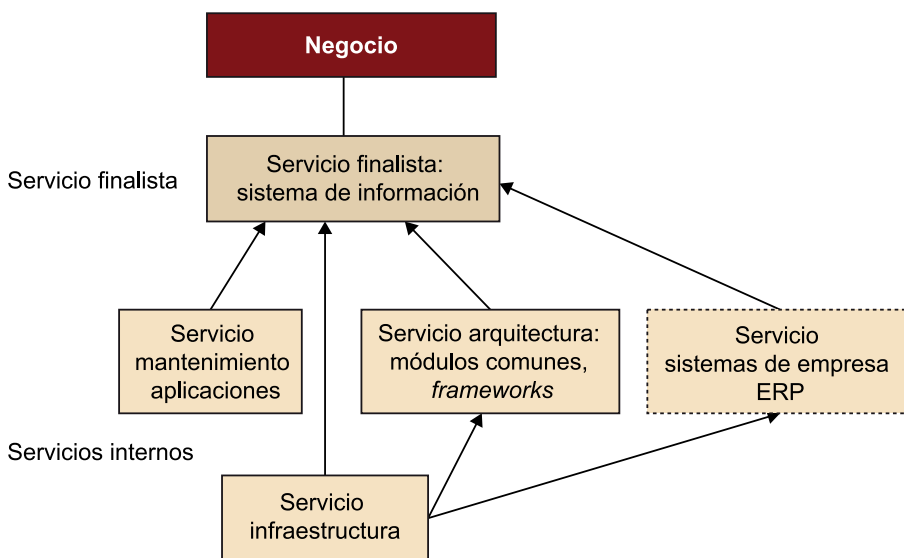 Negocio
Servicio finalista
Servicio finalista:
sistema de información
Servicio
mantenimiento
aplicaciones
Servicio arquitectura:
módulos comunes,
frameworks
Servicio
sistemas de empresa
ERP
Servicios internos
Servicio
infraestructura